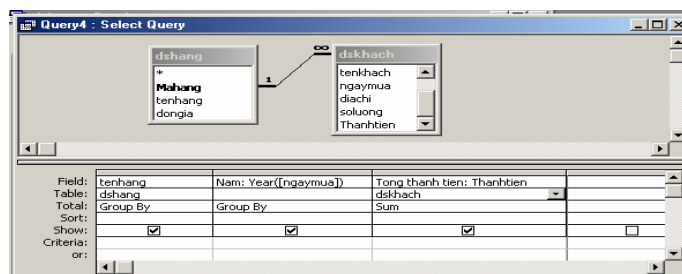 Query4 : Select Query
dshang
*
Mahang
tenhang
dongia
1
∞
dskhach
tenkhach
ngaymua
diachi
soluong
Thanhtien
Field: tenhang Nam: Year([ngaymua]) Tong thanh tien: Thanhtien
Table: dshang dskhach
Total: Group By Group By Sum
Sort:
Show:
Criteria:
or: